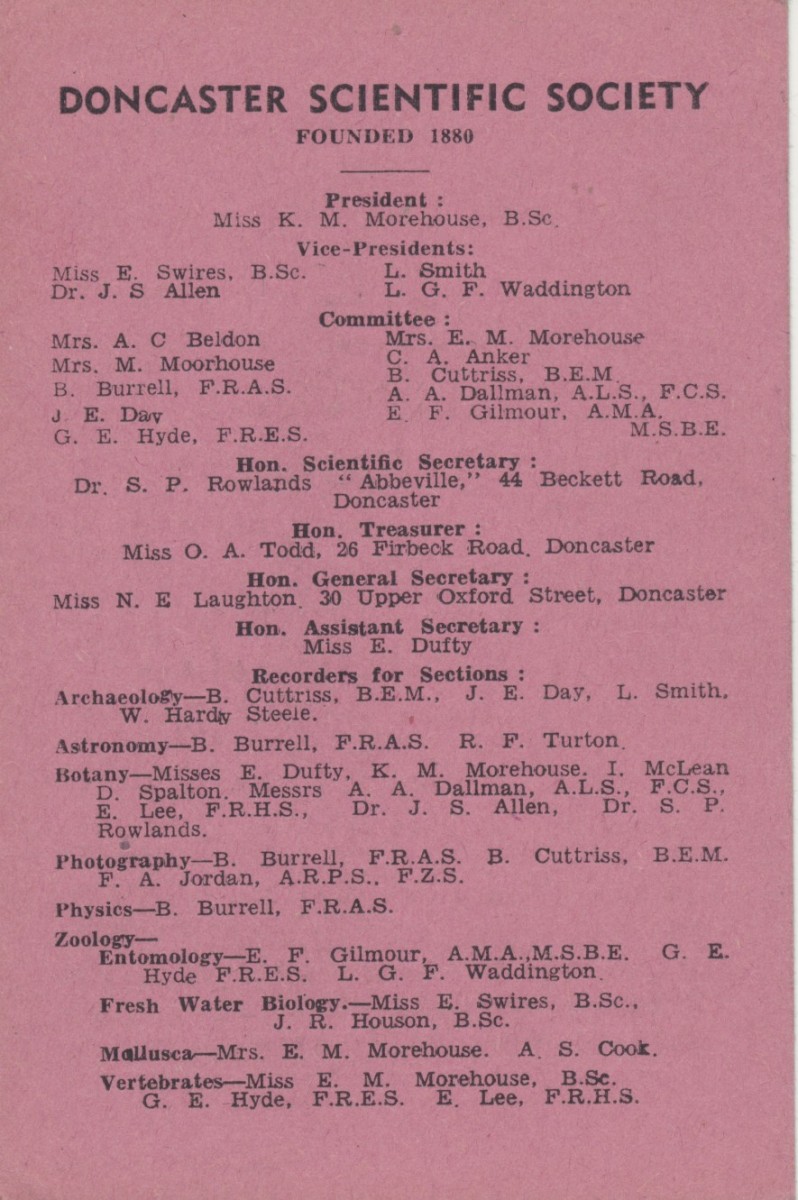 DONCASTER SCIENTIFIC SOCIETY
FOUNDED 1880
President :
Miss K. M. Morehouse, B.Sc.
Vice-Presidents:
Miss E. Swires, B.Sc.
Dr. J. S Allen
L. Smith
L. G. F. Waddington
Committee :
Mrs. A. C Beldon
Mrs. M. Moorhouse
B. Burrell, F.R.A.S.
J. E. Day
G. E. Hyde, F.R.E.S.
Mrs. E. M. Morehouse
C. A. Anker
B. Cuttriss, B.E.M.
A. A. Dallman, A.L.S., F.C.S.
E. F. Gilmour, A.M.A.
M.S.B.E.
Hon. Scientific Secretary :
Dr. S. P. Rowlands "Abbeville," 44 Beckett Road,
Doncaster
Hon. Treasurer :
Miss O. A. Todd, 26 Firbeck Road. Doncaster
Hon. General Secretary :
Miss N. E Laughton. 30 Upper Oxford Street, Doncaster
Hon. Assistant Secretary :
Miss E. Dufty
Recorders for Sections :
Archaeology—B. Cuttriss, B.E.M., J. E. Day, L. Smith,
W. Hardy Steele.
Astronomy—B. Burrell, F.R.A.S. R. F. Turton.
Botany—Misses E. Dufty, K. M. Morehouse. I. McLean
D. Spalton. Messrs A. A. Dallman, A.L.S., F.C.S.,
E. Lee, F.R.H.S., Dr. J. S. Allen, Dr. S. P.
Rowlands.
Photography—B. Burrell, F.R.A.S. B. Cuttriss, B.E.M.
F. A. Jordan, A.R.P.S., F.Z.S.
Physics—B. Burrell, F.R.A.S.
Zoology—
Entomology—E. F. Gilmour, A.M.A.,M.S.B.E. G. E.
Hyde F.R.E.S. L. G. F. Waddington.
Fresh Water Biology.—Miss E. Swires, B.Sc.,
J. R. Houson, B.Sc.
Mollusca—Mrs. E. M. Morehouse. A. S. Cook.
Vertebrates—Miss E. M. Morehouse, B.Sc.
G. E. Hyde, F.R.E.S. E. Lee, F.R.H.S.